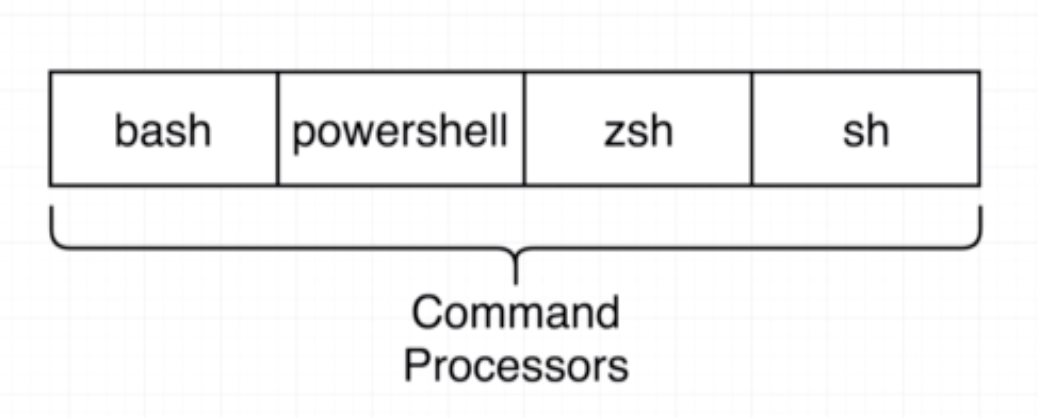 bash powershell zsh sh
Command
Processors